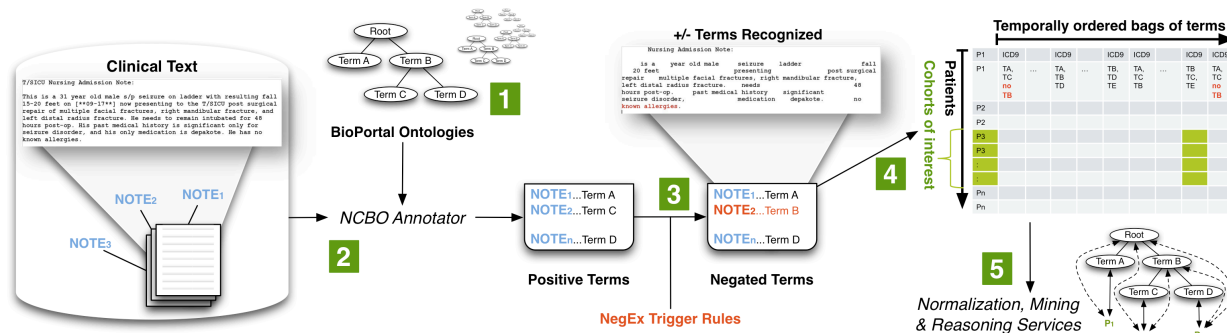 Clinical Text
T/SICU Nursing Admission Note:
This is a 31 year old male s/p seizure on ladder with resulting fall
15-20 feet on [**09-17**] now presenting to the T/SICU post surgical
repair of multiple facial fractures, right mandibular fracture, and
left distal radius fracture. He needs to remain intubated for 48
hours post-op. His past medical history is significant only for
seizure disorder, and his only medication is depakote. He has no
known allergies.
NOTE2
NOTE1
NOTE3
Root
Term A
Term B
Term C
Term D
Root
Term A
Term B
Term C
Term D
1
BioPortal Ontologies
NCBO Annotator
2
NOTE1...Term A
NOTE2...Term C
NOTEn...Term D
Positive Terms
3
NegEx Trigger Rules
+/- Terms Recognized
Nursing Admission Note:
is a year old male seizure ladder fall
20 feet presenting post surgical
repair multiple facial fractures, right mandibular fracture,
left distal radius fracture. needs 48
hours post-op. past medical history significant
seizure disorder, medication depakote. no
known allergies.
NOTE1...Term A
NOTE2...Term B
NOTEn...Term D
Negated Terms
4
Temporally ordered bags of terms
Patients
Cohorts of interest
P1 ICD9 ICD9 ICD9 ICD9 ICD9 ICD9
P1 TA, ... TA, TB, TA, ... TB TA,
TC TB TD TC TC, TC
no TD TE TB TE no
TB TB
P2
P2
P3
P3
:
:
Pn
Pn
5
Normalization, Mining
& Reasoning Services
Root
Term A
Term B
Term C
Term D
P1